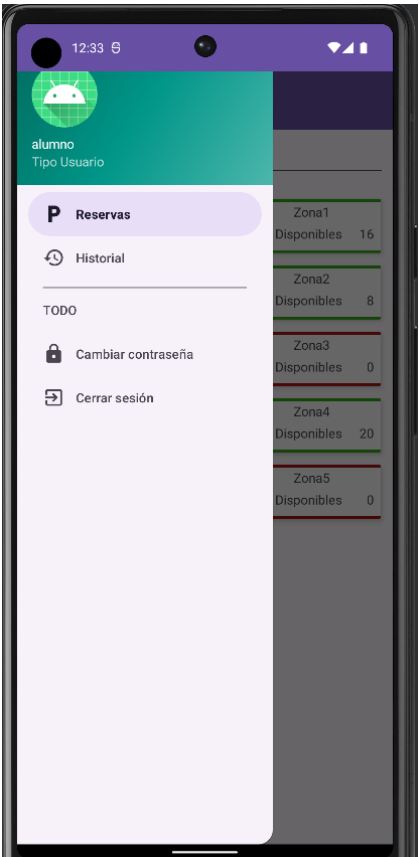 12:33
alumno
Tipo Usuario
P Reservas
Historial
TODO
Cambiar contraseña
Cerrar sesión
Zona1
Disponibles 16
Zona2
Disponibles 8
Zona3
Disponibles 0
Zona4
Disponibles 20
Zona5
Disponibles 0